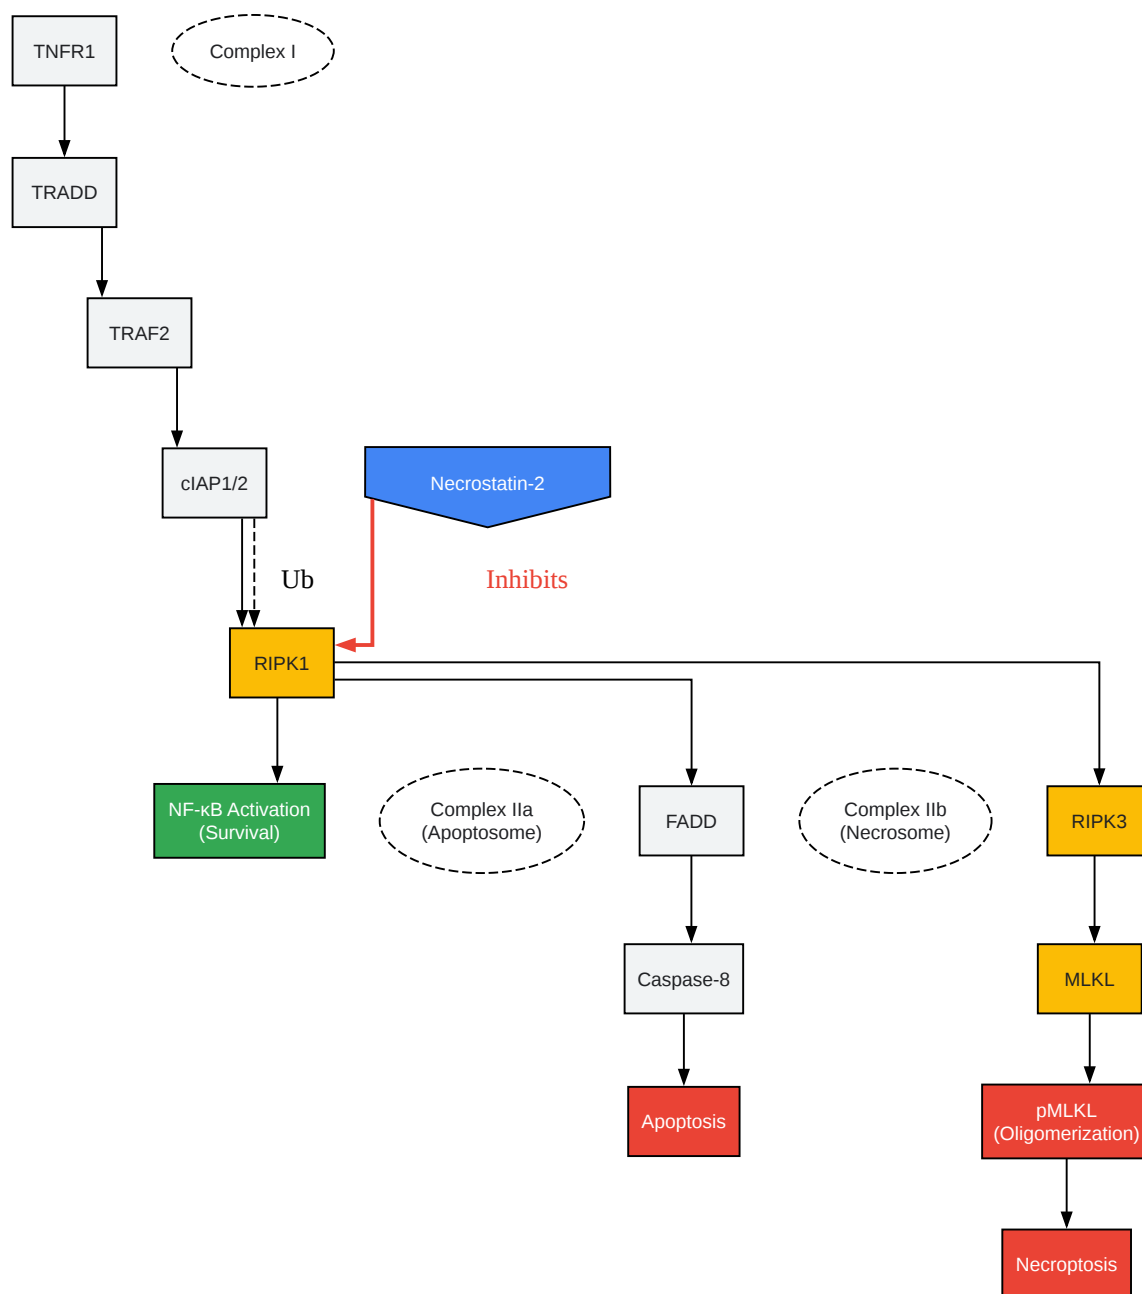 TNFR1
Complex I
TRADD
TRAF2
cIAP1/2
Necrostatin-2
Ub
Inhibits
RIPK1
NF-κB Activation
(Survival)
Complex IIa
(Apoptosome)
FADD
Complex IIb
(Necrosome)
RIPK3
Caspase-8
MLKL
Apoptosis
pMLKL
(Oligomerization)
Necroptosis